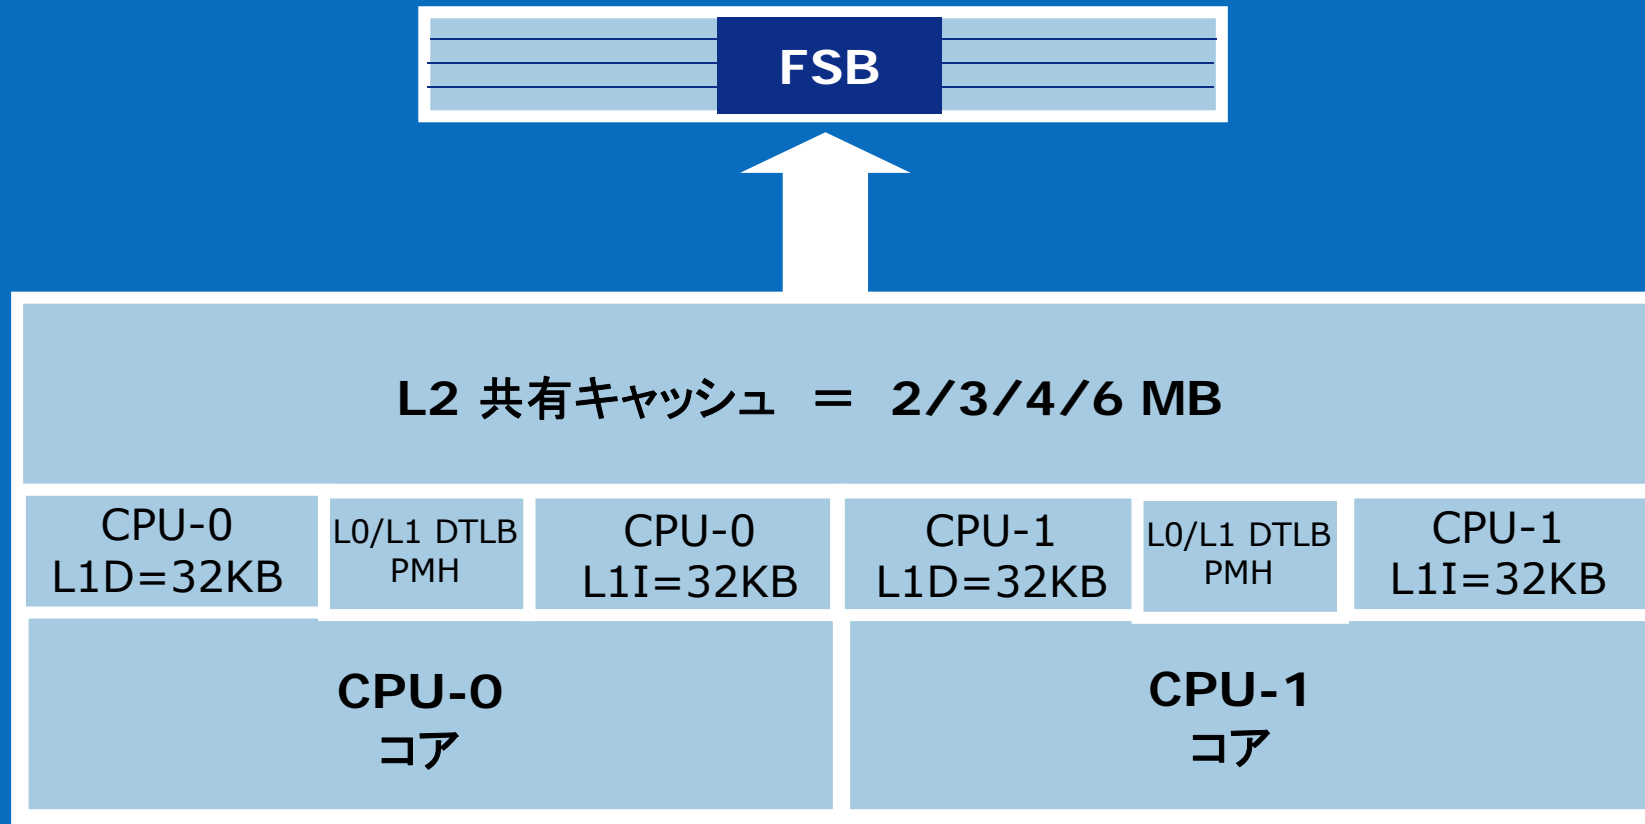 FSB
L2 共有キャッシュ ＝ 2/3/4/6 MB
CPU-0
L1D=32KB
L0/L1 DTLB
PMH
CPU-0
L1I=32KB
CPU-1
L1D=32KB
L0/L1 DTLB
PMH
CPU-1
L1I=32KB
CPU-0
コア
CPU-1
コア